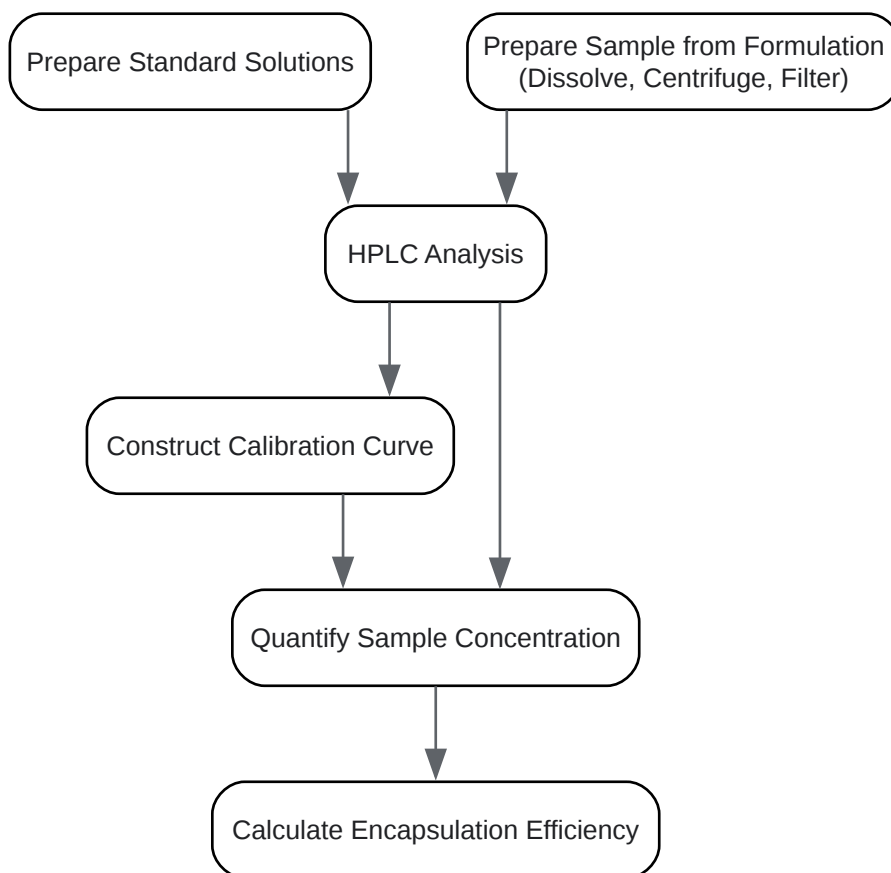 Prepare Standard Solutions
Prepare Sample from Formulation
(Dissolve, Centrifuge, Filter)
HPLC Analysis
Construct Calibration Curve
Quantify Sample Concentration
Calculate Encapsulation Efficiency